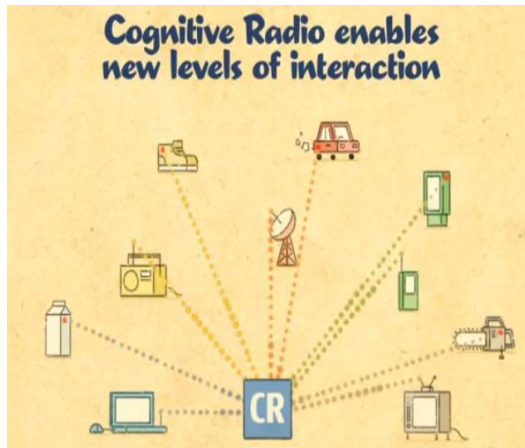 Cognitive Radio enables
new levels of interaction
CR